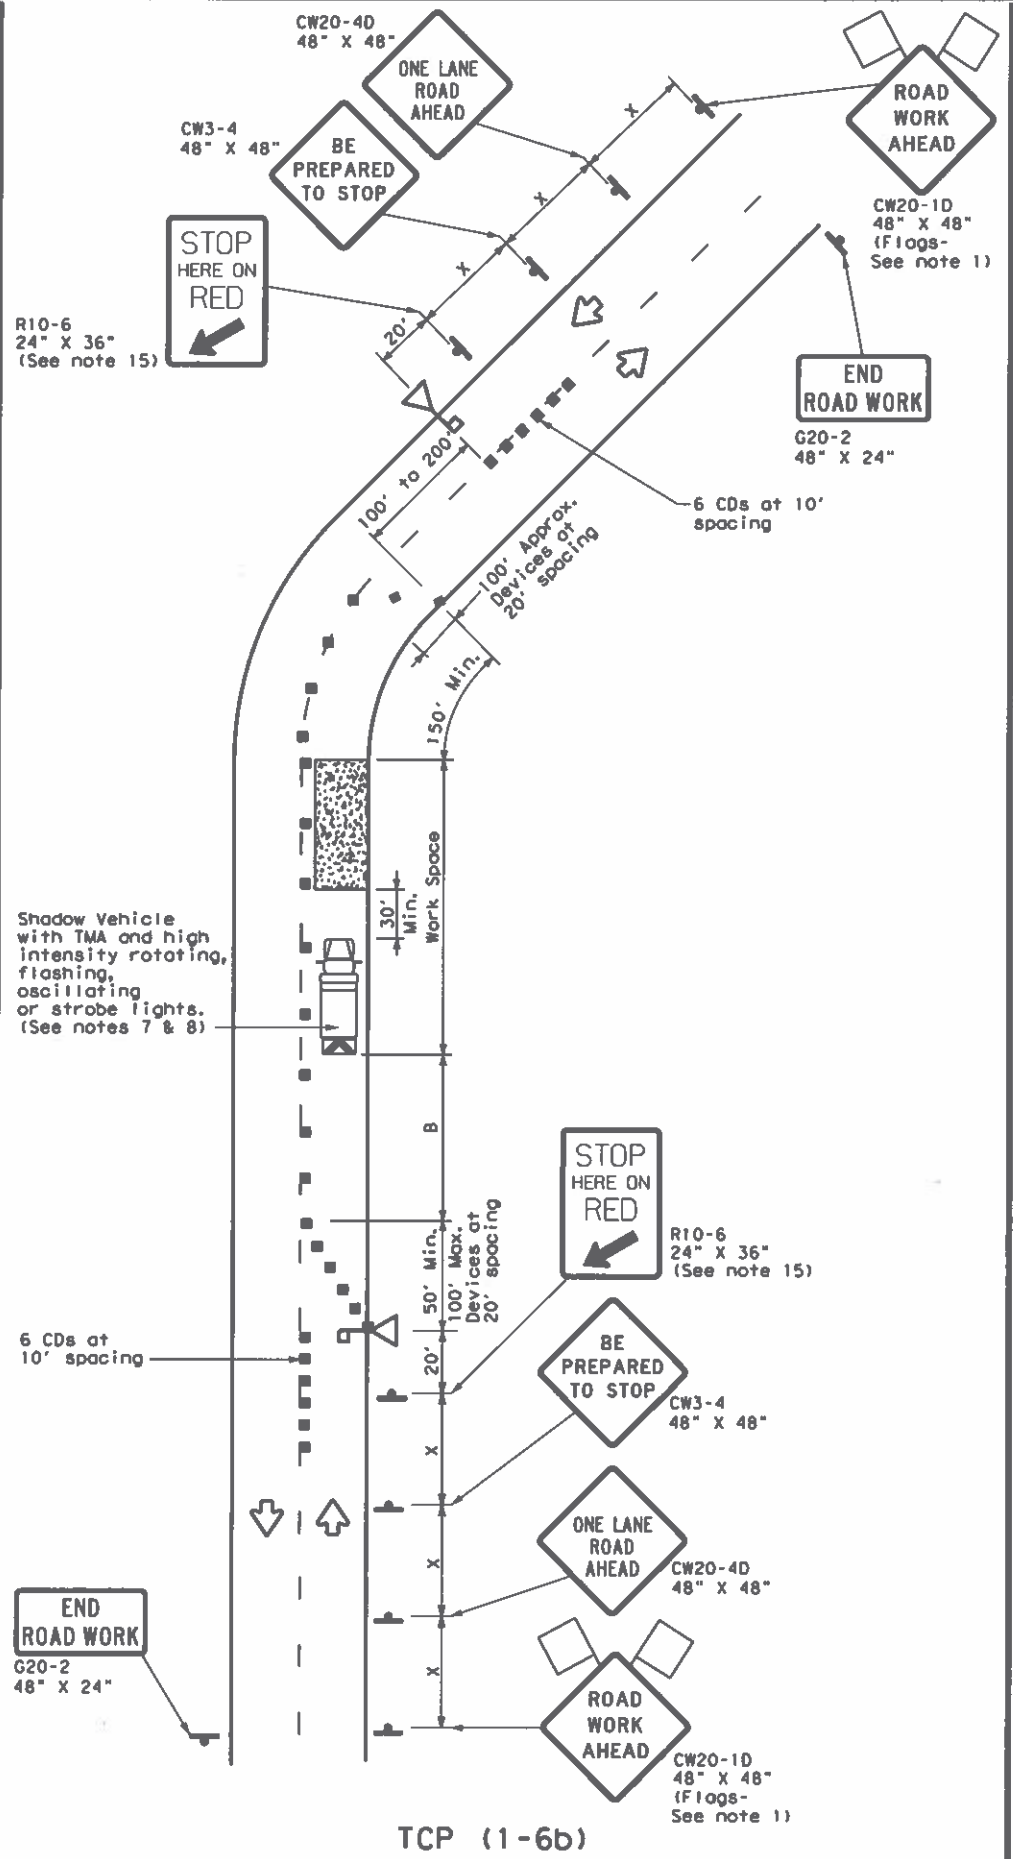 CW20-4D
48" X 48"
ONE LANE
ROAD
AHEAD
ROAD
WORK
AHEAD
CW20-1D
48" X 48"
(Flags-
See note 1)
X
CW3-4
48" X 48"
BE
PREPARED
TO STOP
X
X
STOP
HERE ON
RED
R10-6
24" X 36"
(See note 15)
20'
END
ROAD WORK
G20-2
48" X 24"
100' to 200'
6 CDs at 10'
spacing
100' Approx.
Devices at
20' spacing
150' Min.
Work Space
30'
Min.
Shadow Vehicle
with TMA and high
intensity rotating,
flashing,
oscillating
or strobe lights.
(See notes 7 & 8)
B
50' Min.
100' Max.
Devices at
20' spacing
STOP
HERE ON
RED
R10-6
24" X 36"
(See note 15)
6 CDs at
10' spacing
20'
BE
PREPARED
TO STOP
CW3-4
48" X 48"
X
ONE LANE
ROAD
AHEAD
CW20-4D
48" X 48"
X
END
ROAD WORK
G20-2
48" X 24"
X
ROAD
WORK
AHEAD
CW20-1D
48" X 48"
(Flags-
See note 1)
TCP (1-6b)